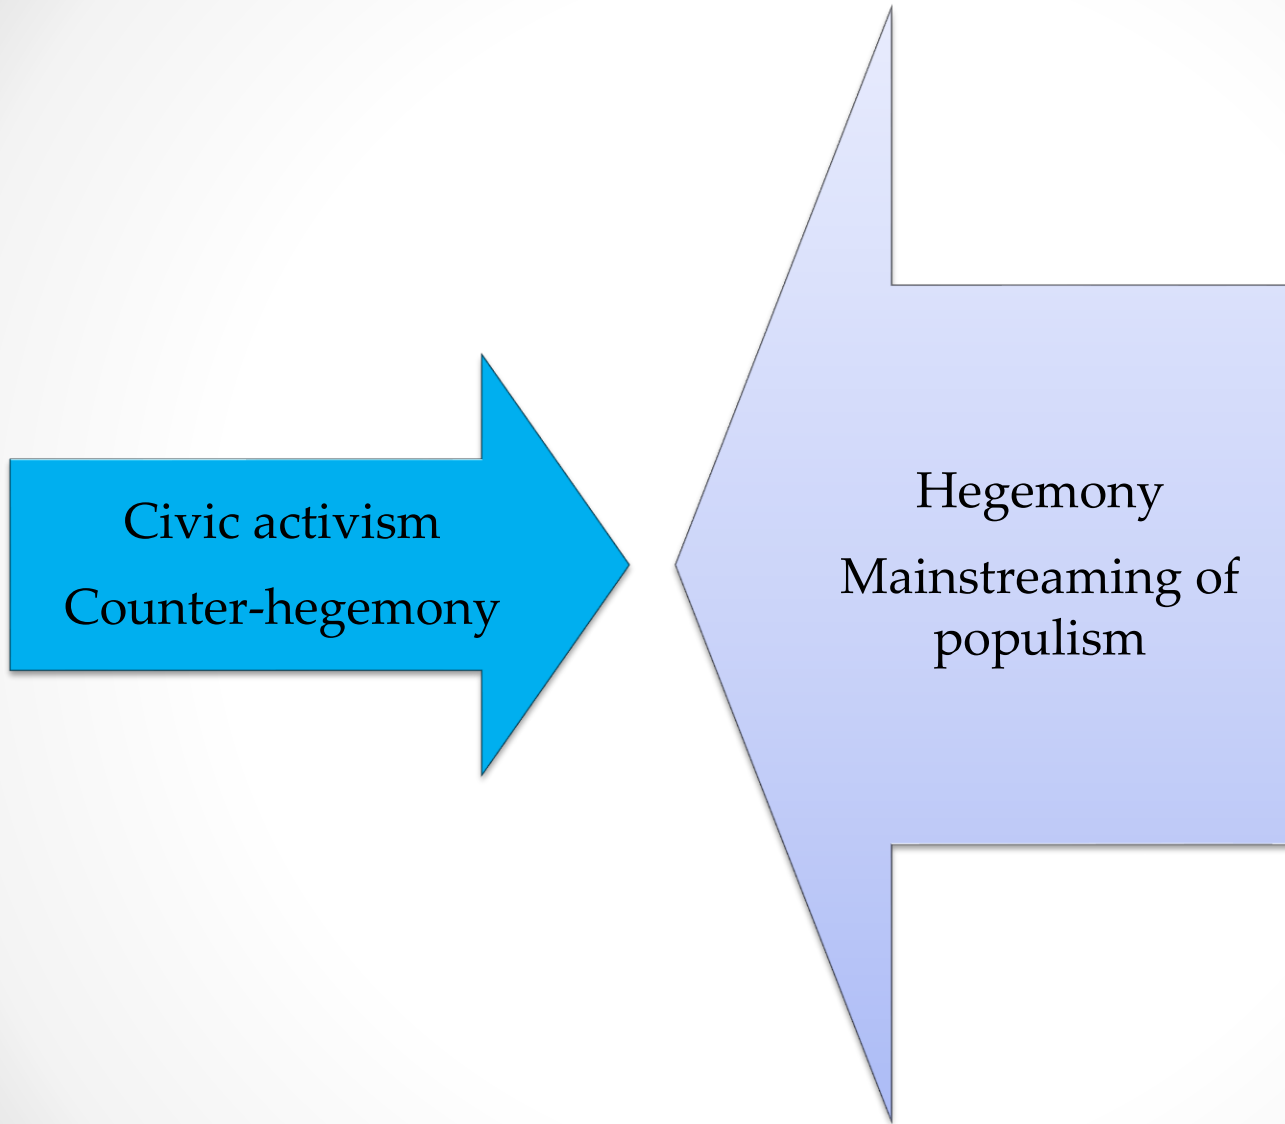 Civic activism
Counter-hegemony
Hegemony
Mainstreaming of
populism